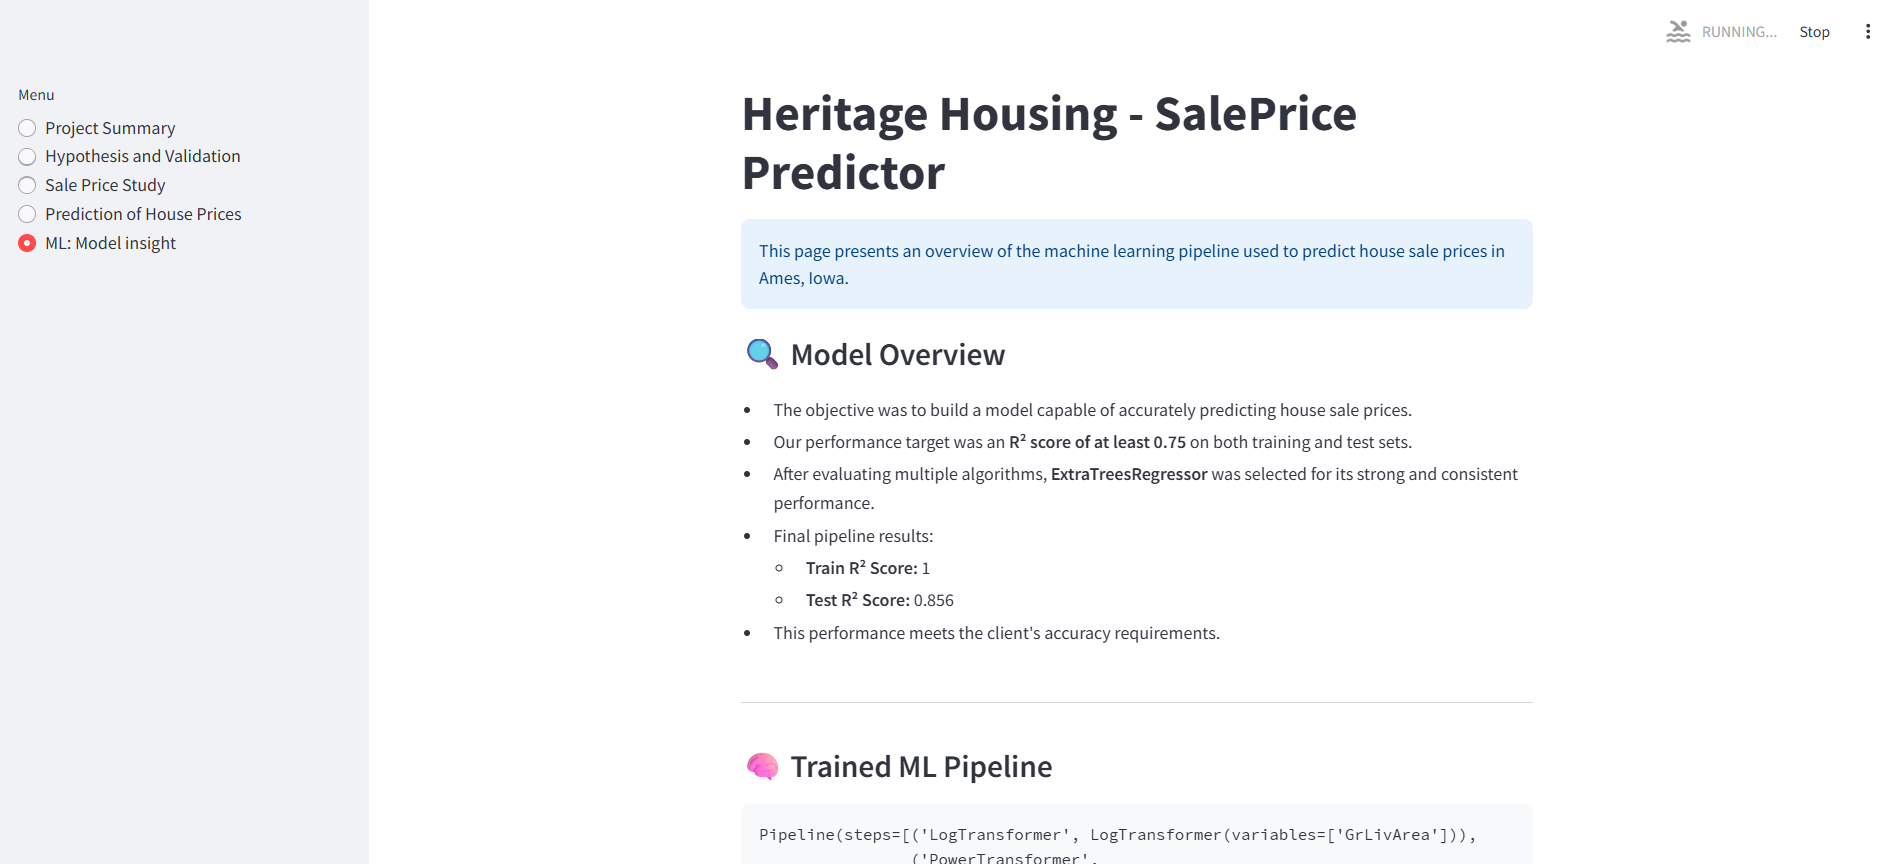 RUNNING...
Stop
Menu
Project Summary
Hypothesis and Validation
Sale Price Study
Prediction of House Prices
ML: Model insight
Heritage Housing - SalePrice
Predictor
This page presents an overview of the machine learning pipeline used to predict house sale prices in
Ames, Iowa.
Model Overview
The objective was to build a model capable of accurately predicting house sale prices.
Our performance target was an R² score of at least 0.75 on both training and test sets.
After evaluating multiple algorithms, ExtraTreesRegressor was selected for its strong and consistent
performance.
Final pipeline results:
Train R² Score: 1
Test R² Score: 0.856
This performance meets the client's accuracy requirements.
Trained ML Pipeline
Pipeline(steps=[('LogTransformer', LogTransformer(variables=['GrLivArea'])),
('PowerTransformer',